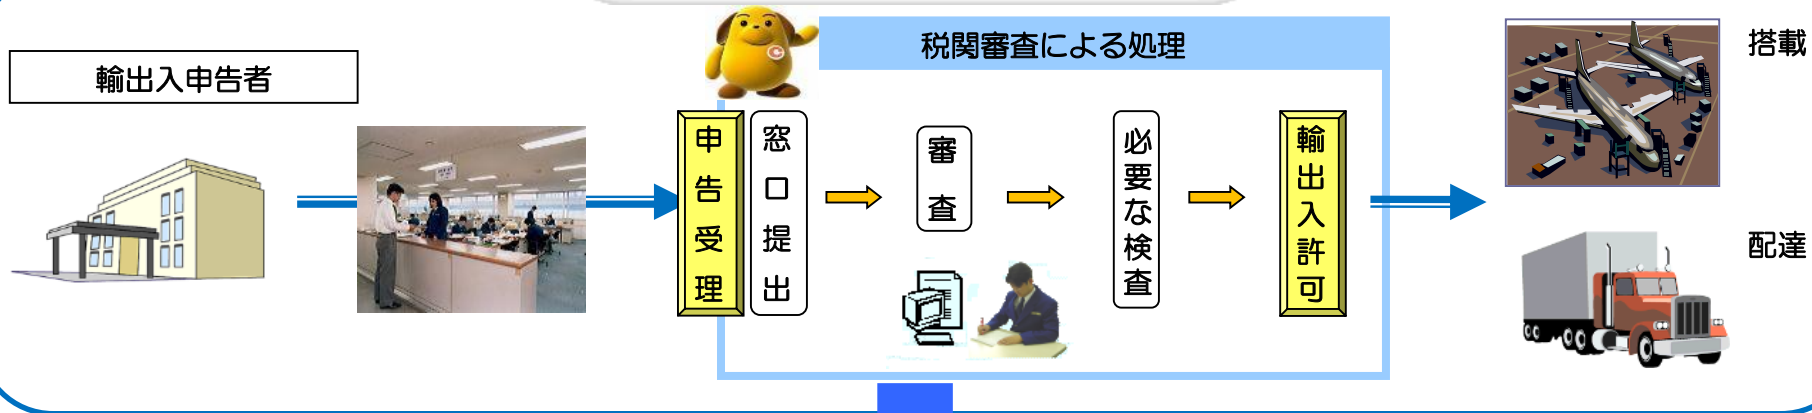 税関審査による処理
輸出入申告者
申告受理
窓口提出
審査
必要な検査
輸出入許可
搭載
配達